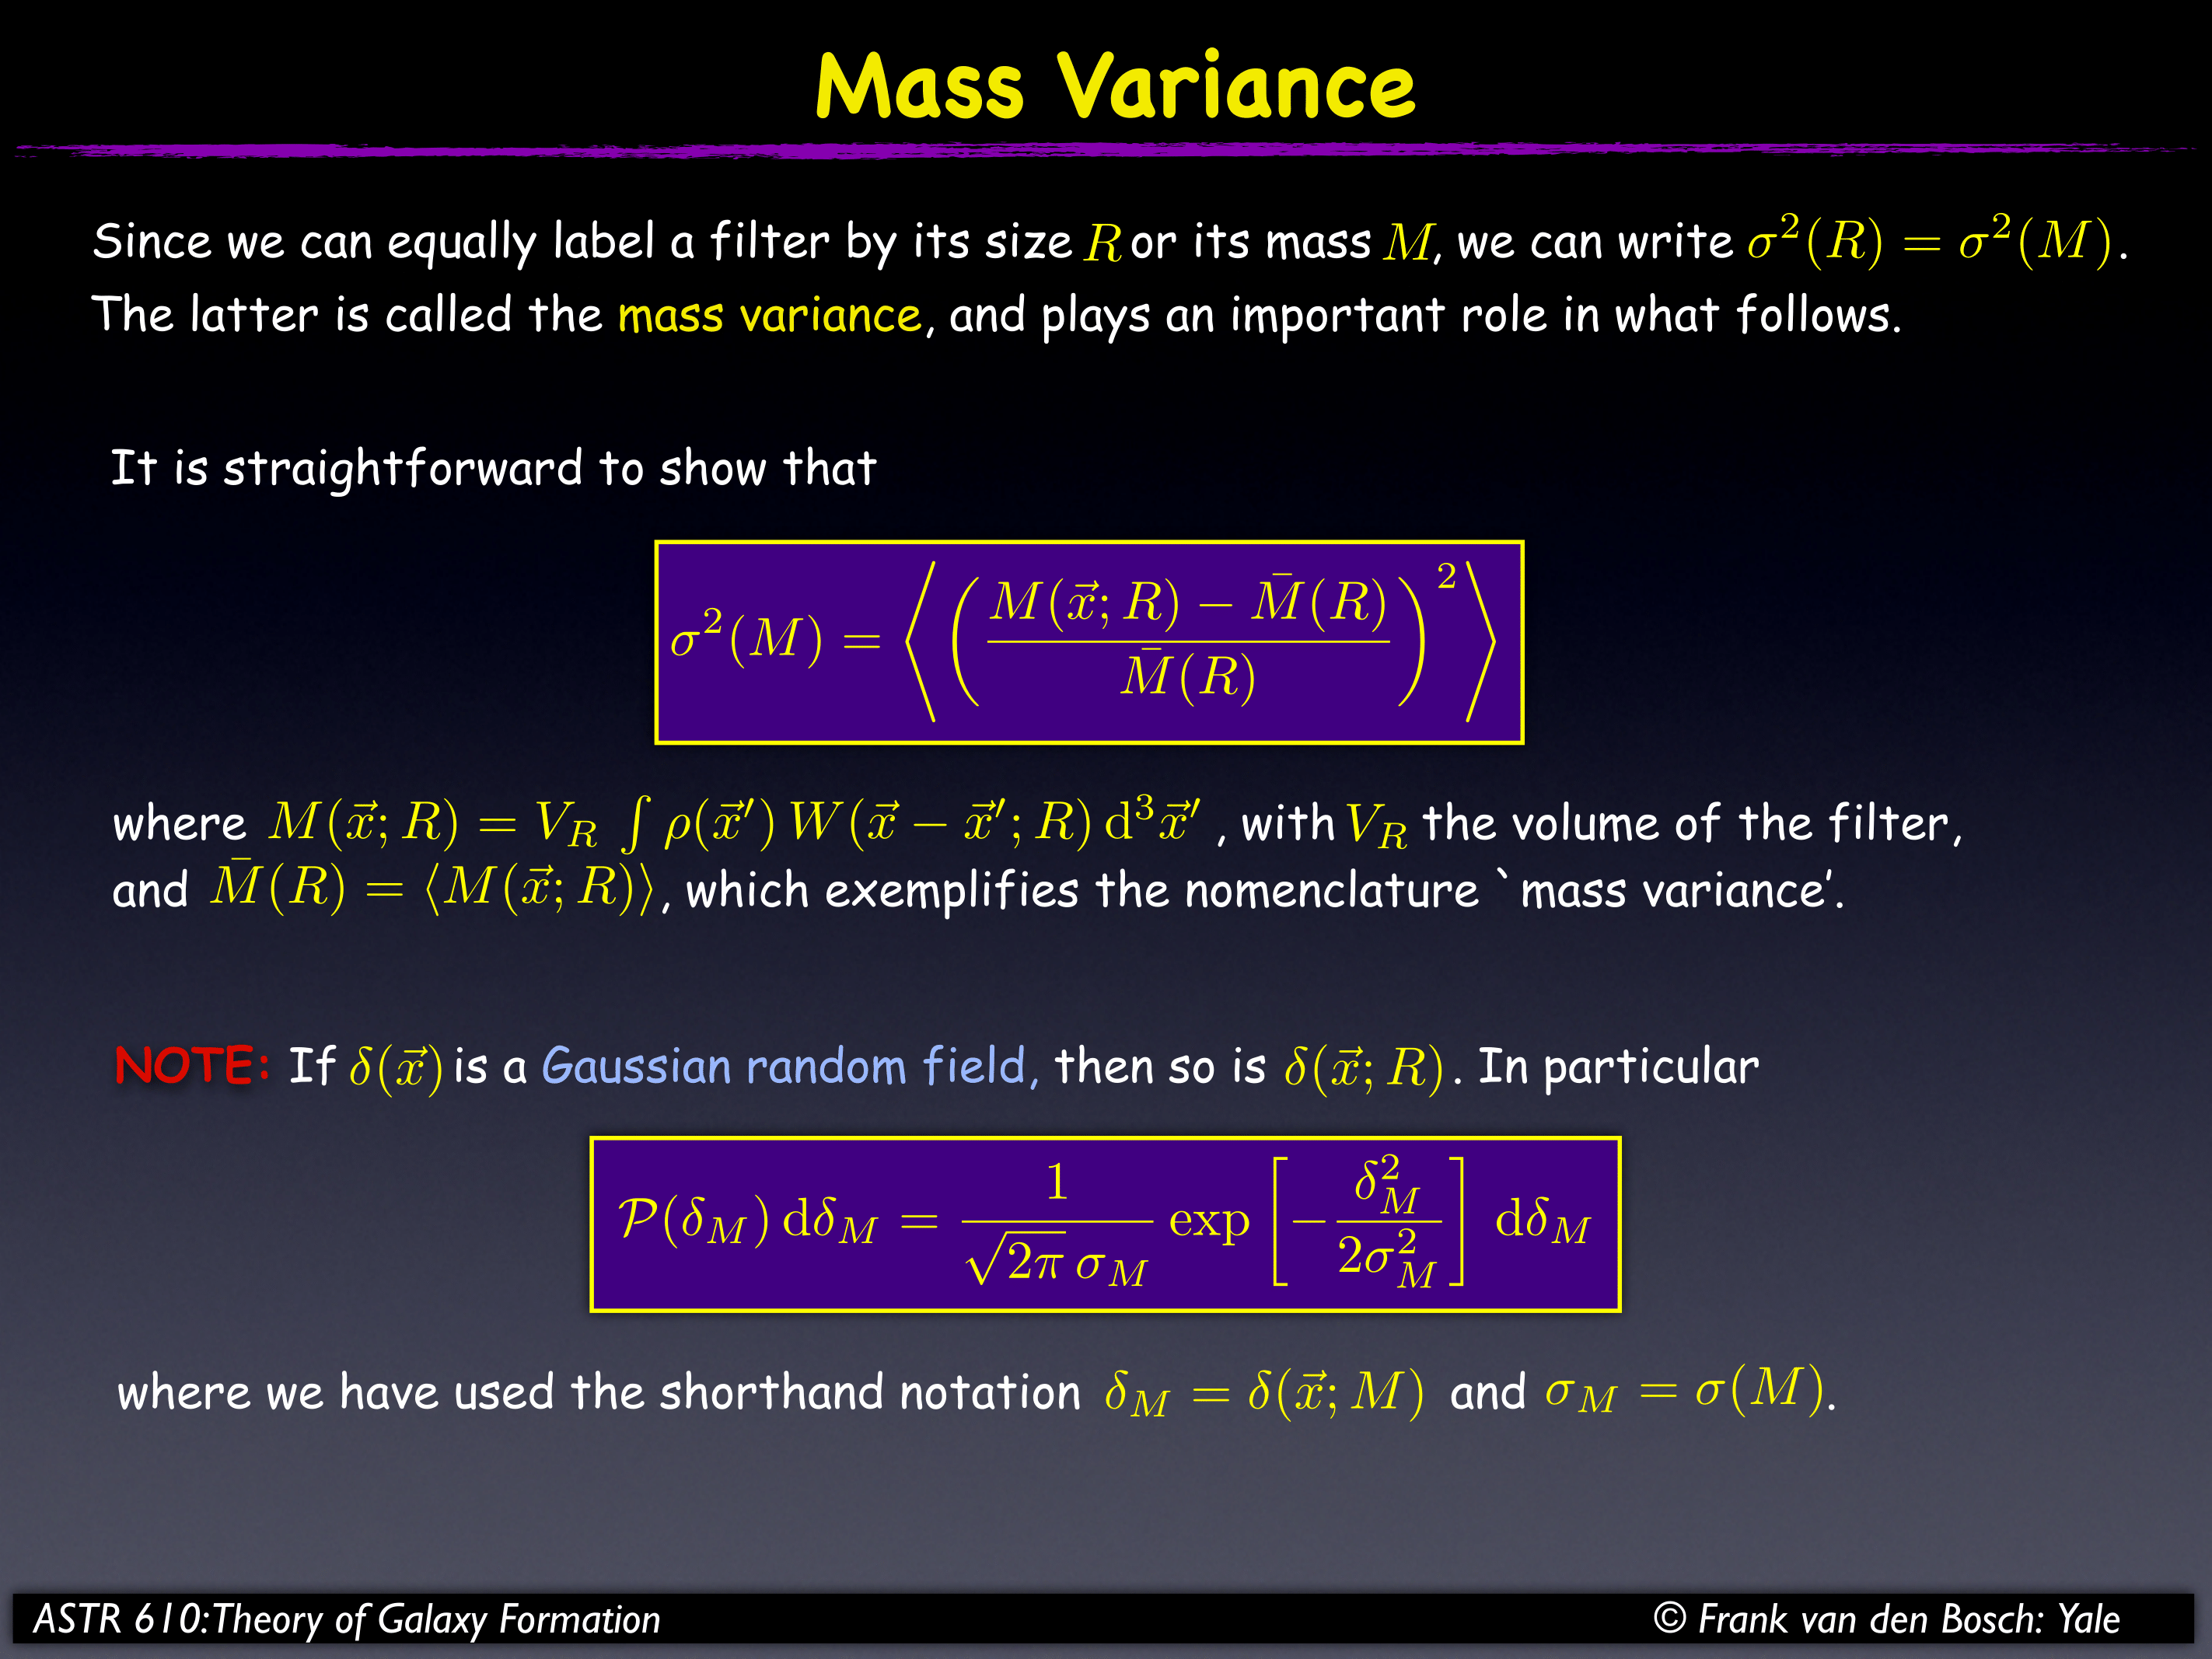 Mass Variance
Since we can equally label a filter by its size R or its mass M, we can write σ²(R) = σ²(M).
The latter is called the mass variance, and plays an important role in what follows.
It is straightforward to show that
$\sigma^2(M) = \left\langle \left( \frac{M(\vec{x};R) - \bar{M}(R)}{\bar{M}(R)} \right)^2 \right\rangle$
where $M(\vec{x};R) = V_R \int \rho(\vec{x}') \, W(\vec{x} - \vec{x}';R) \, \mathrm{d}^3\vec{x}'$ , with $V_R$ the volume of the filter,
and $\bar{M}(R) = \langle M(\vec{x};R) \rangle$, which exemplifies the nomenclature `mass variance'.
NOTE: If $\delta(\vec{x})$ is a Gaussian random field, then so is $\delta(\vec{x};R)$. In particular
$\mathcal{P}(\delta_M) \, \mathrm{d}\delta_M = \frac{1}{\sqrt{2\pi} \, \sigma_M} \exp\left[ -\frac{\delta_M^2}{2\sigma_M^2} \right] \, \mathrm{d}\delta_M$
where we have used the shorthand notation $\delta_M = \delta(\vec{x};M)$ and $\sigma_M = \sigma(M)$.
ASTR 610:Theory of Galaxy Formation
© Frank van den Bosch: Yale